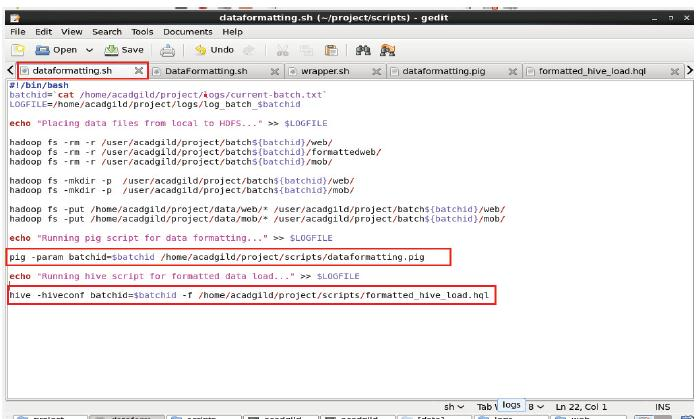 dataformatting.sh (~/project/scripts) - gedit
File Edit View Search Tools Documents Help
Open Save Undo
dataformatting.sh DataFormatting.sh wrapper.sh dataformatting.pig formatted_hive_load.hql
#!/bin/bash
batchid=`cat /home/acadgild/project/logs/current-batch.txt`
LOGFILE=/home/acadgild/project/logs/log_batch_$batchid
echo "Placing data files from local to HDFS..." >> $LOGFILE
hadoop fs -rm -r /user/acadgild/project/batch${batchid}/web/
hadoop fs -rm -r /user/acadgild/project/batch${batchid}/formattedweb/
hadoop fs -rm -r /user/acadgild/project/batch${batchid}/mob/
hadoop fs -mkdir -p /user/acadgild/project/batch${batchid}/web/
hadoop fs -mkdir -p /user/acadgild/project/batch${batchid}/mob/
hadoop fs -put /home/acadgild/project/data/web/* /user/acadgild/project/batch${batchid}/web/
hadoop fs -put /home/acadgild/project/data/mob/* /user/acadgild/project/batch${batchid}/mob/
echo "Running pig script for data formatting..." >> $LOGFILE
pig -param batchid=$batchid /home/acadgild/project/scripts/dataformatting.pig
echo "Running hive script for formatted data load..." >> $LOGFILE
hive -hiveconf batchid=$batchid -f /home/acadgild/project/scripts/formatted_hive_load.hql
sh Tab logs 8 Ln 22, Col 1 INS